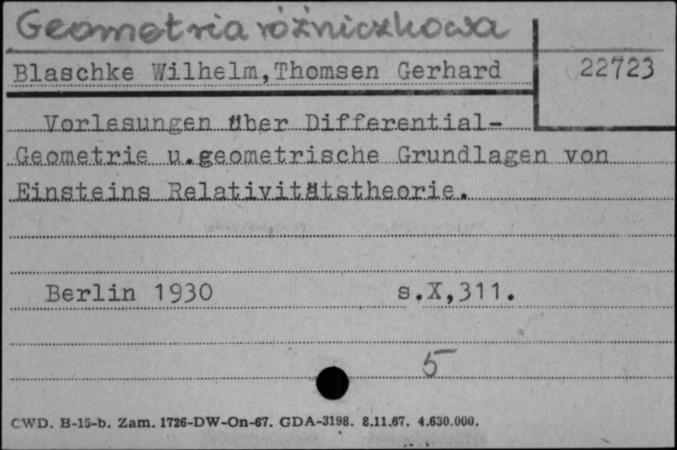 Geometria różniczkowa
Blaschke Wilhelm,Thomsen Gerhard
22723
Vorlesungen über Differential-
Geometrie u.geometrische Grundlagen von
Einsteins Relativitätstheorie.
Berlin 1930 s.X,311.
5
CWD. B-15-b. Zam. 1726-DW-On-67. GDA-3198. 8.11.67. 4.630.000.